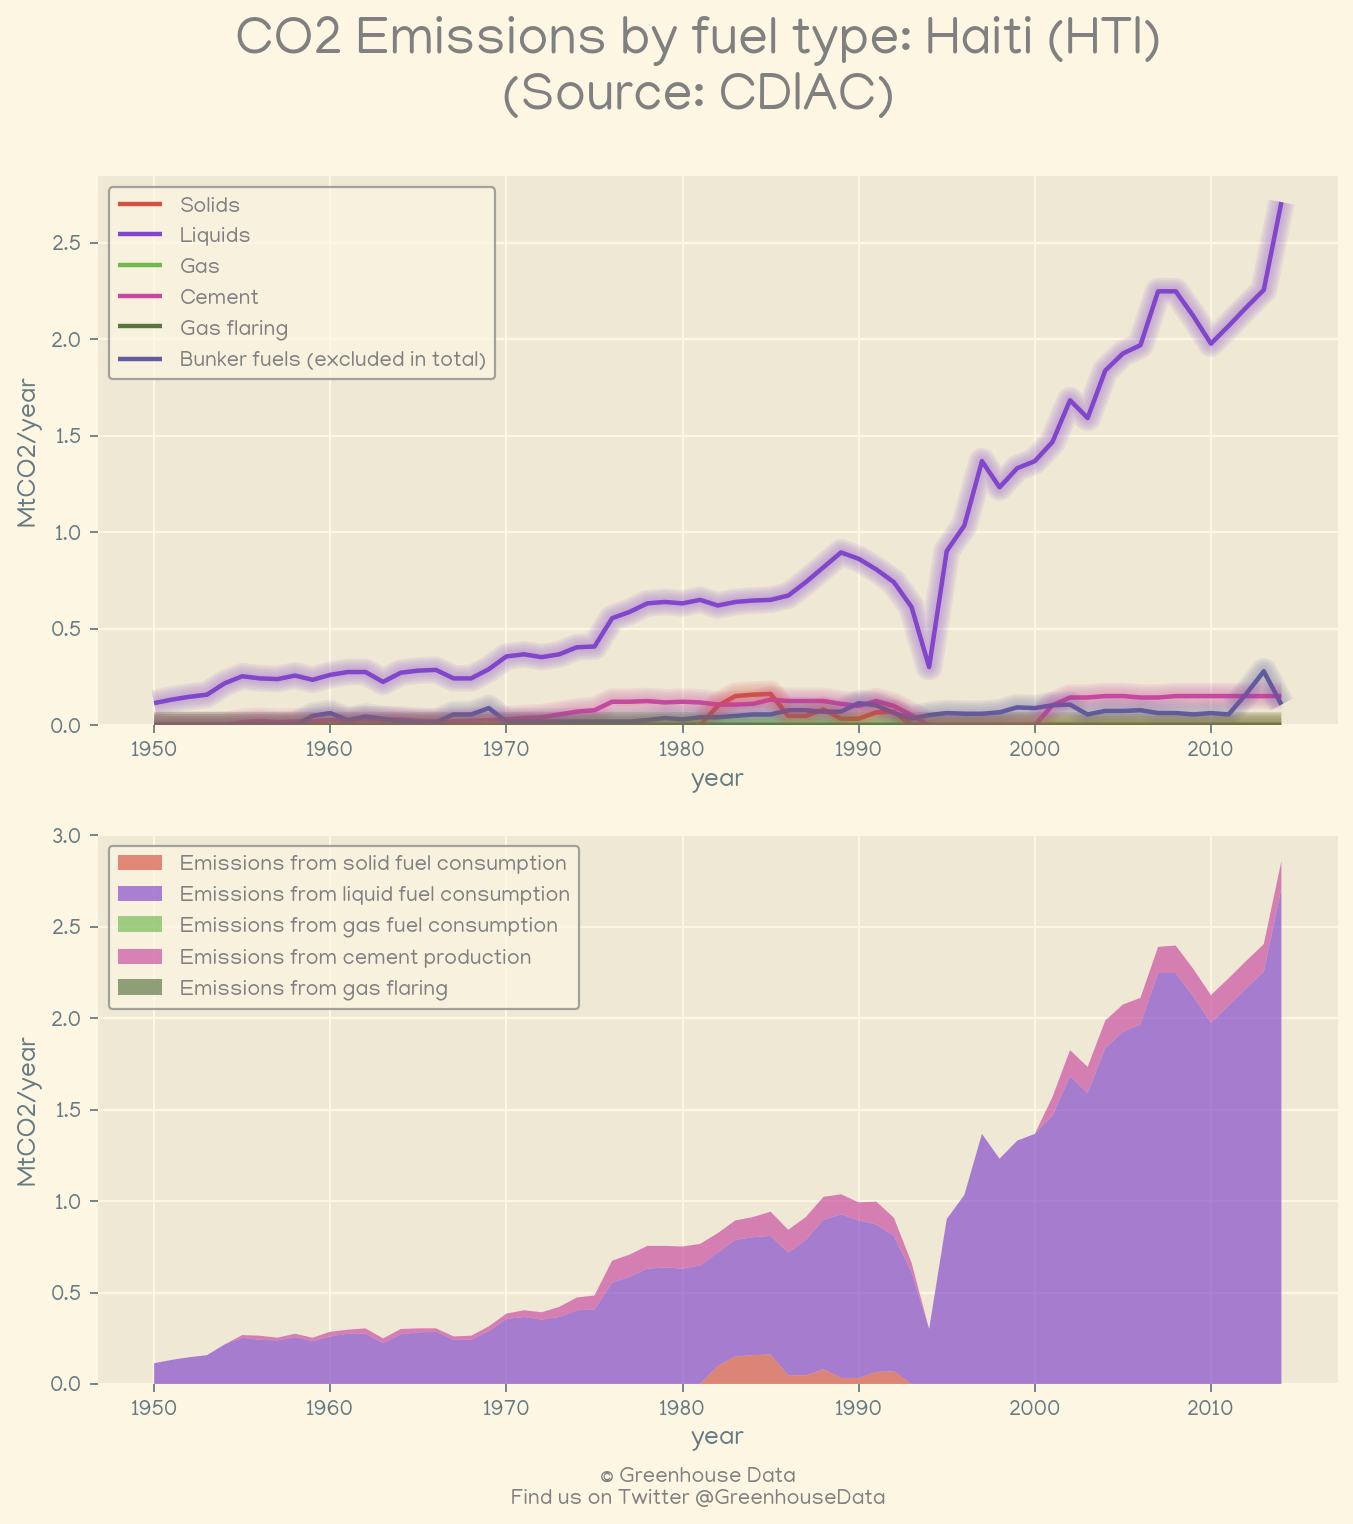 CO2 Emissions by fuel type: Haiti (HTI)
(Source: CDIAC)
Solids
Liquids
Gas
Cement
Gas flaring
Bunker fuels (excluded in total)
MtCO2/year
2.5
2.0
1.5
1.0
0.5
0.0
1950 1960 1970 1980 1990 2000 2010
year
3.0
2.5
2.0
1.5
1.0
0.5
0.0
Emissions from solid fuel consumption
Emissions from liquid fuel consumption
Emissions from gas fuel consumption
Emissions from cement production
Emissions from gas flaring
MtCO2/year
1950 1960 1970 1980 1990 2000 2010
year
© Greenhouse Data
Find us on Twitter @GreenhouseData